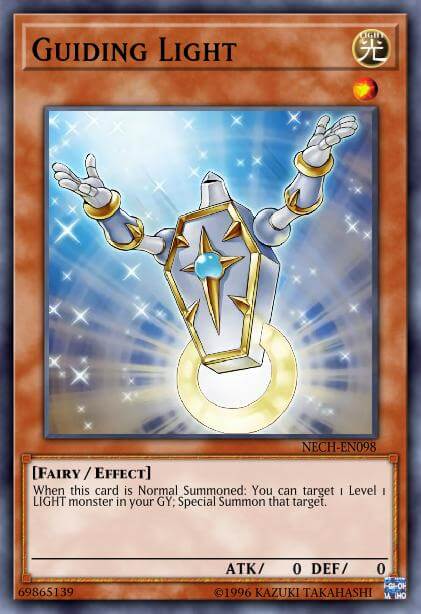 Guiding Light
LIGHT
光
NECH-EN098
[Fairy / Effect]
When this card is Normal Summoned: You can target 1 Level 1
LIGHT monster in your GY; Special Summon that target.
ATK/ 0 DEF/ 0
69865139
©1996 KAZUKI TAKAHASHI